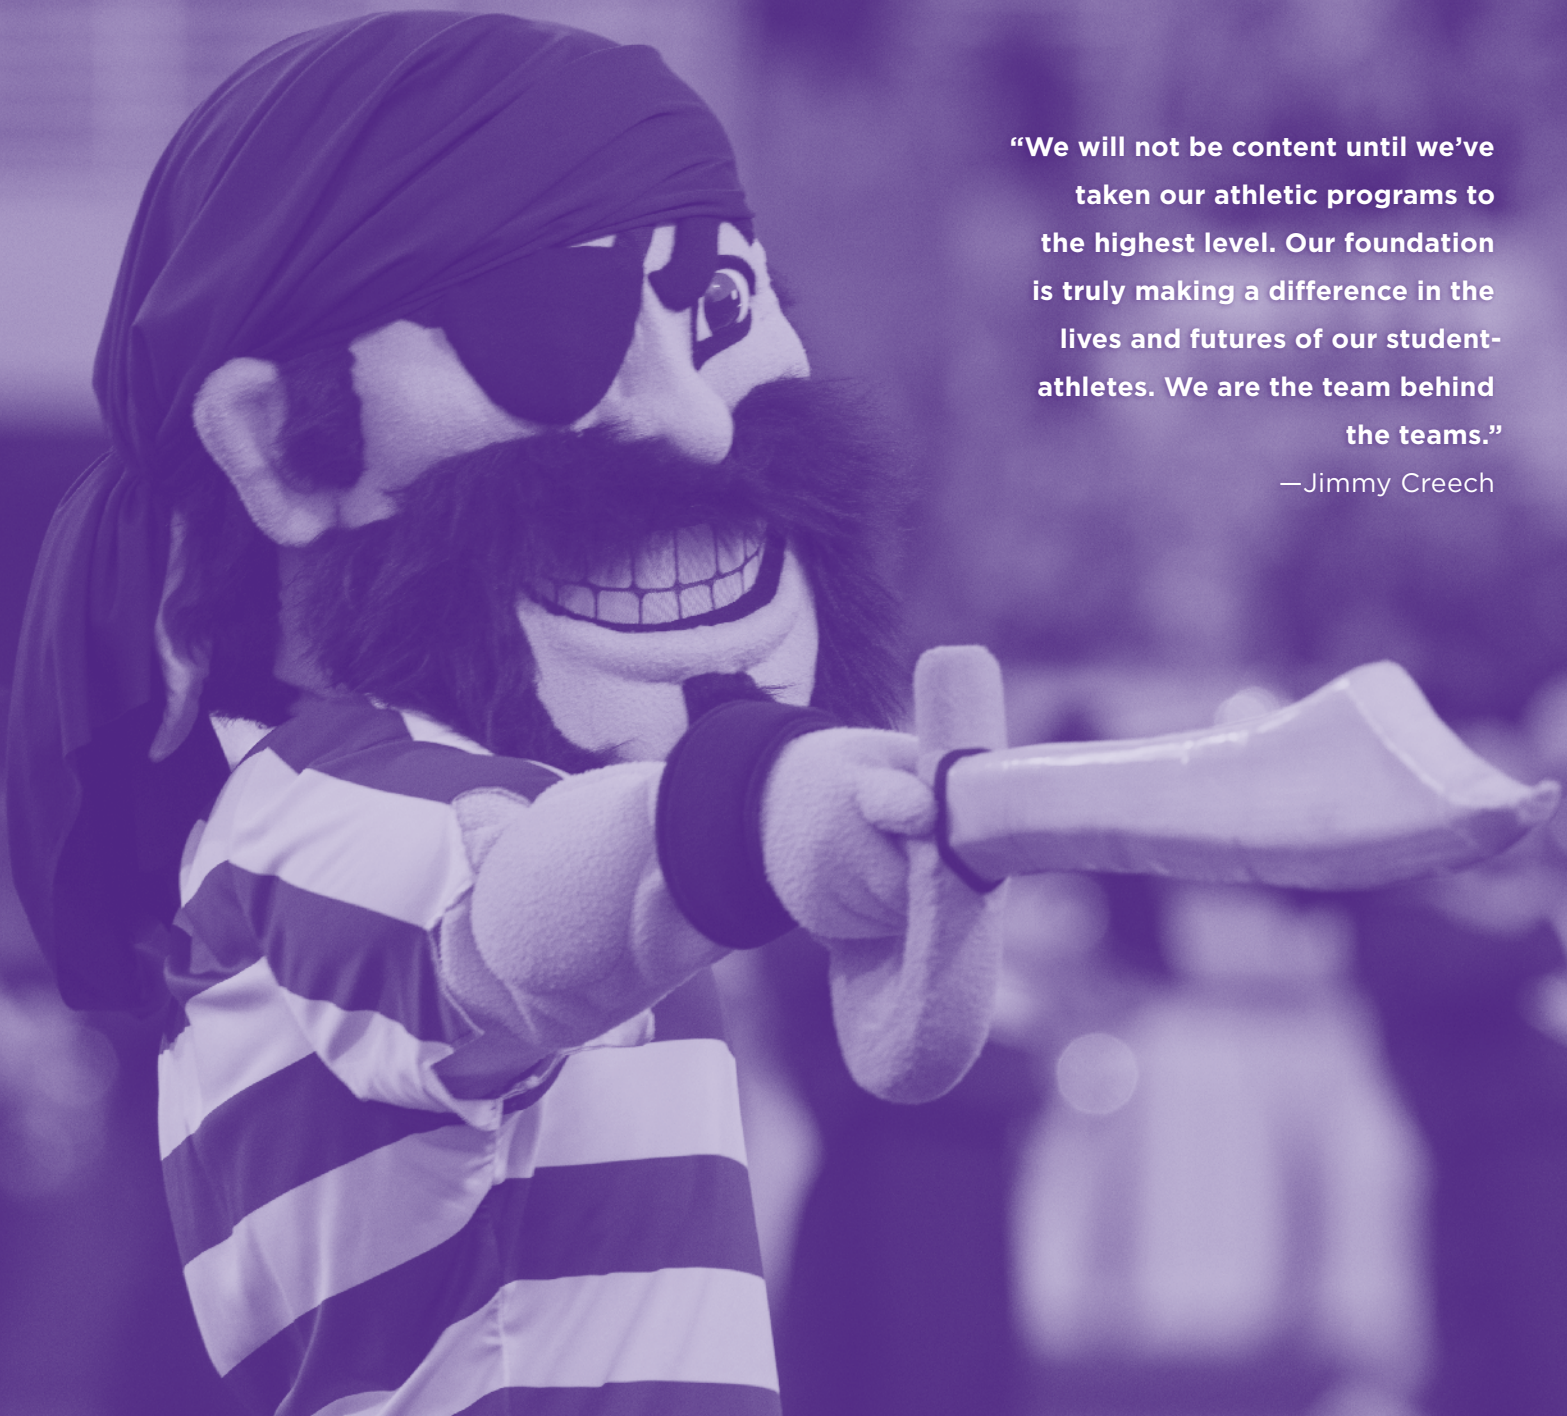 “We will not be content until we’ve
taken our athletic programs to
the highest level. Our foundation
is truly making a difference in the
lives and futures of our student-
athletes. We are the team behind
the teams.”
—Jimmy Creech